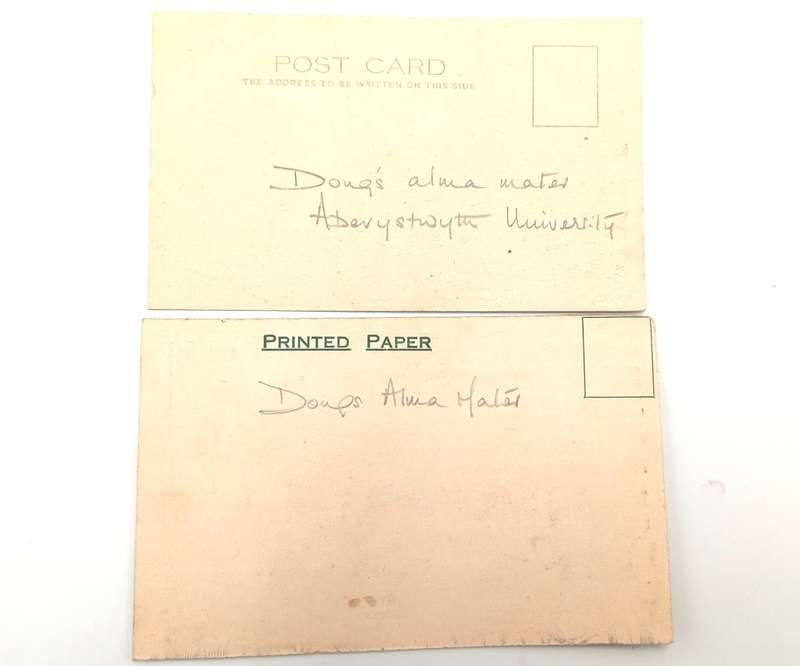 POST CARD
THE ADDRESS TO BE WRITTEN ON THIS SIDE
Doug's alma mater
Aberystwyth University
PRINTED PAPER
Dougs Alma Mater